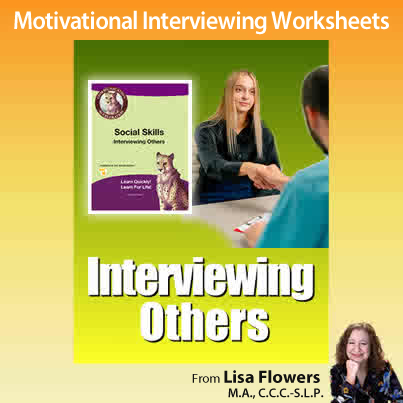 Motivational Interviewing Worksheets
Social Skills
Interviewing Others
Learn Quickly!
Learn For Life!
Interviewing
Others
From Lisa Flowers
M.A., C.C.C.-S.L.P.